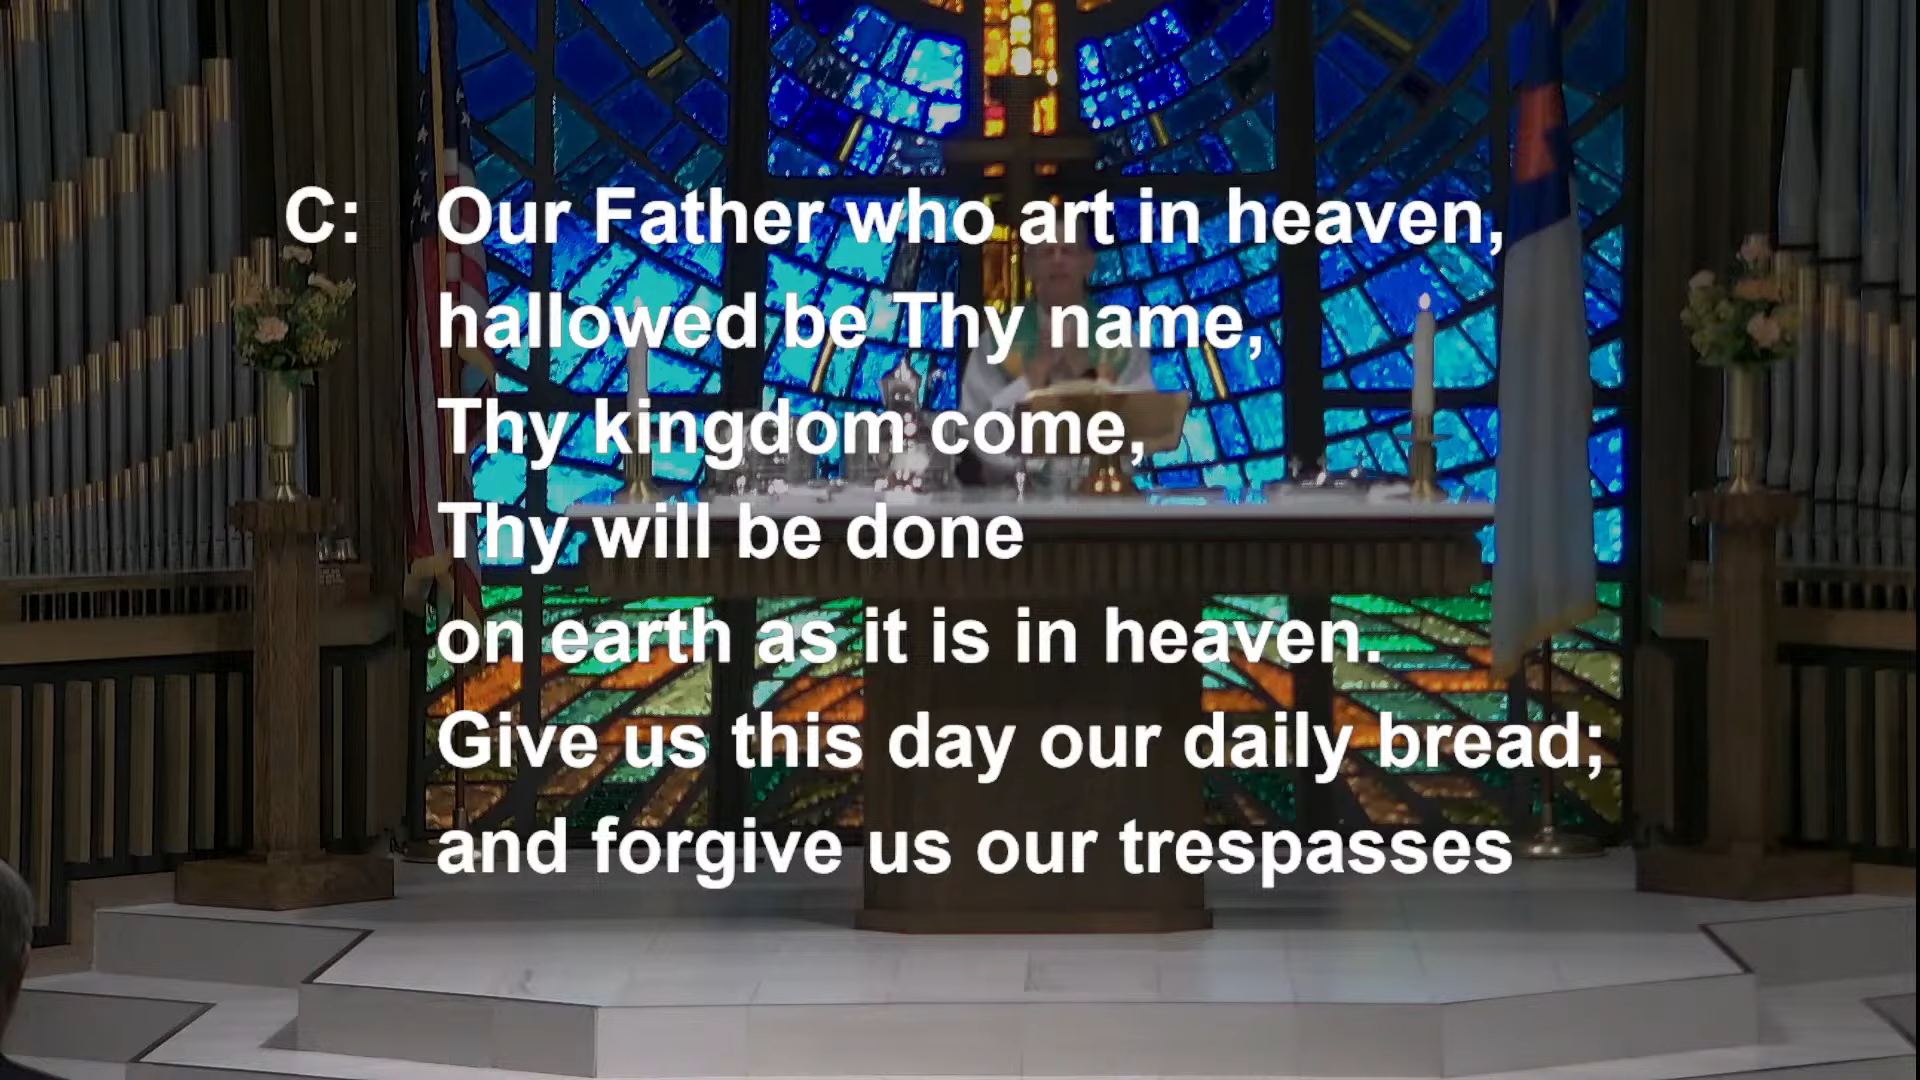 C: Our Father who art in heaven,
hallowed be Thy name,
Thy kingdom come,
Thy will be done
on earth as it is in heaven.
Give us this day our daily bread;
and forgive us our trespasses